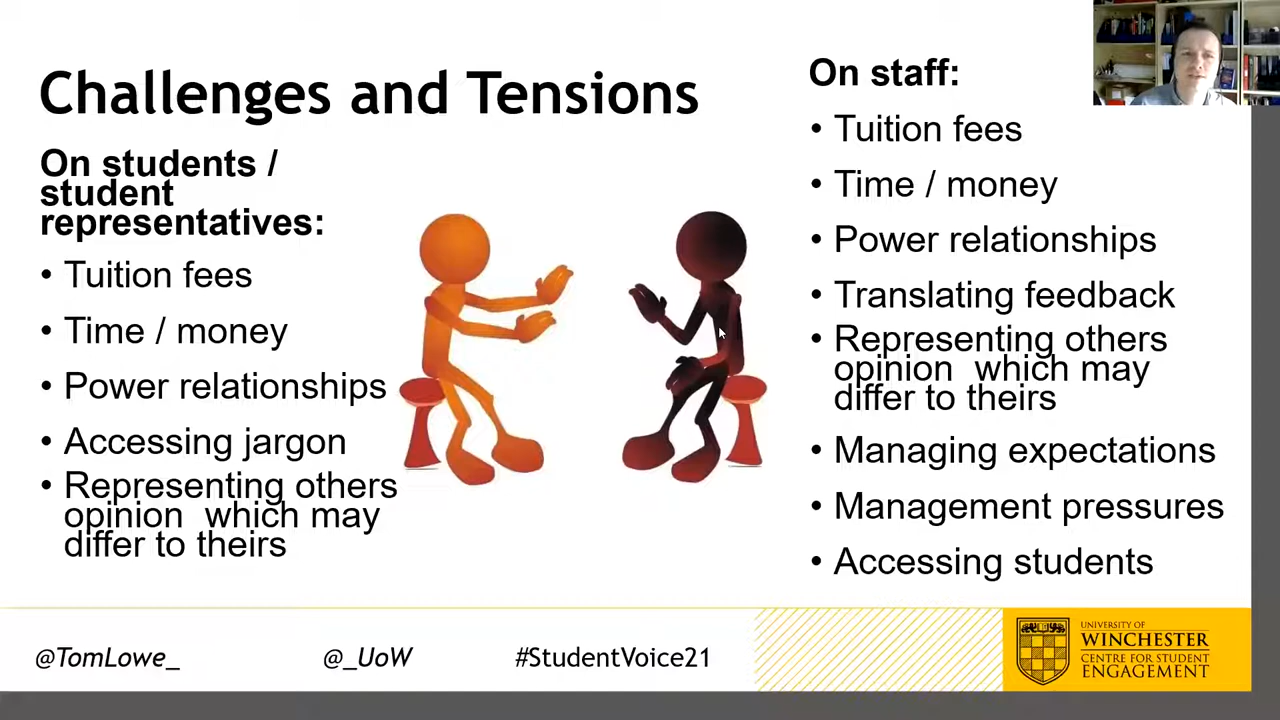 Challenges and Tensions
On students /
student
representatives:
• Tuition fees
• Time / money
• Power relationships
• Accessing jargon
• Representing others
opinion  which may
differ to theirs
On staff:
• Tuition fees
• Time / money
• Power relationships
• Translating feedback
• Representing others
opinion  which may
differ to theirs
• Managing expectations
• Management pressures
• Accessing students
@TomLowe_
@_UoW
#StudentVoice21
UNIVERSITY OF
WINCHESTER
CENTRE FOR STUDENT
ENGAGEMENT